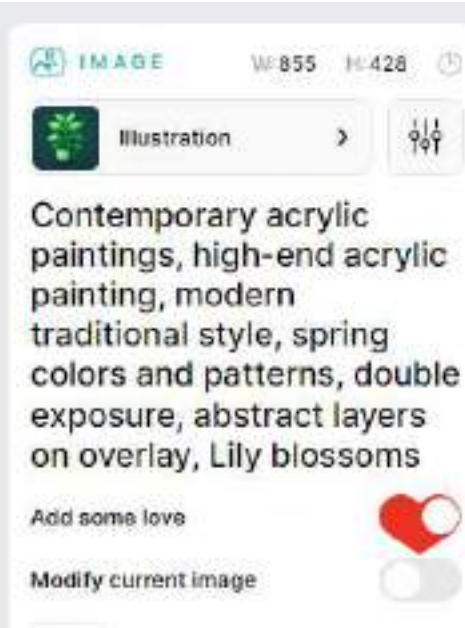 IMAGE W:855 H:428
Illustration
Contemporary acrylic
paintings, high-end acrylic
painting, modern
traditional style, spring
colors and patterns, double
exposure, abstract layers
on overlay, Lily blossoms
Add some love
Modify current image